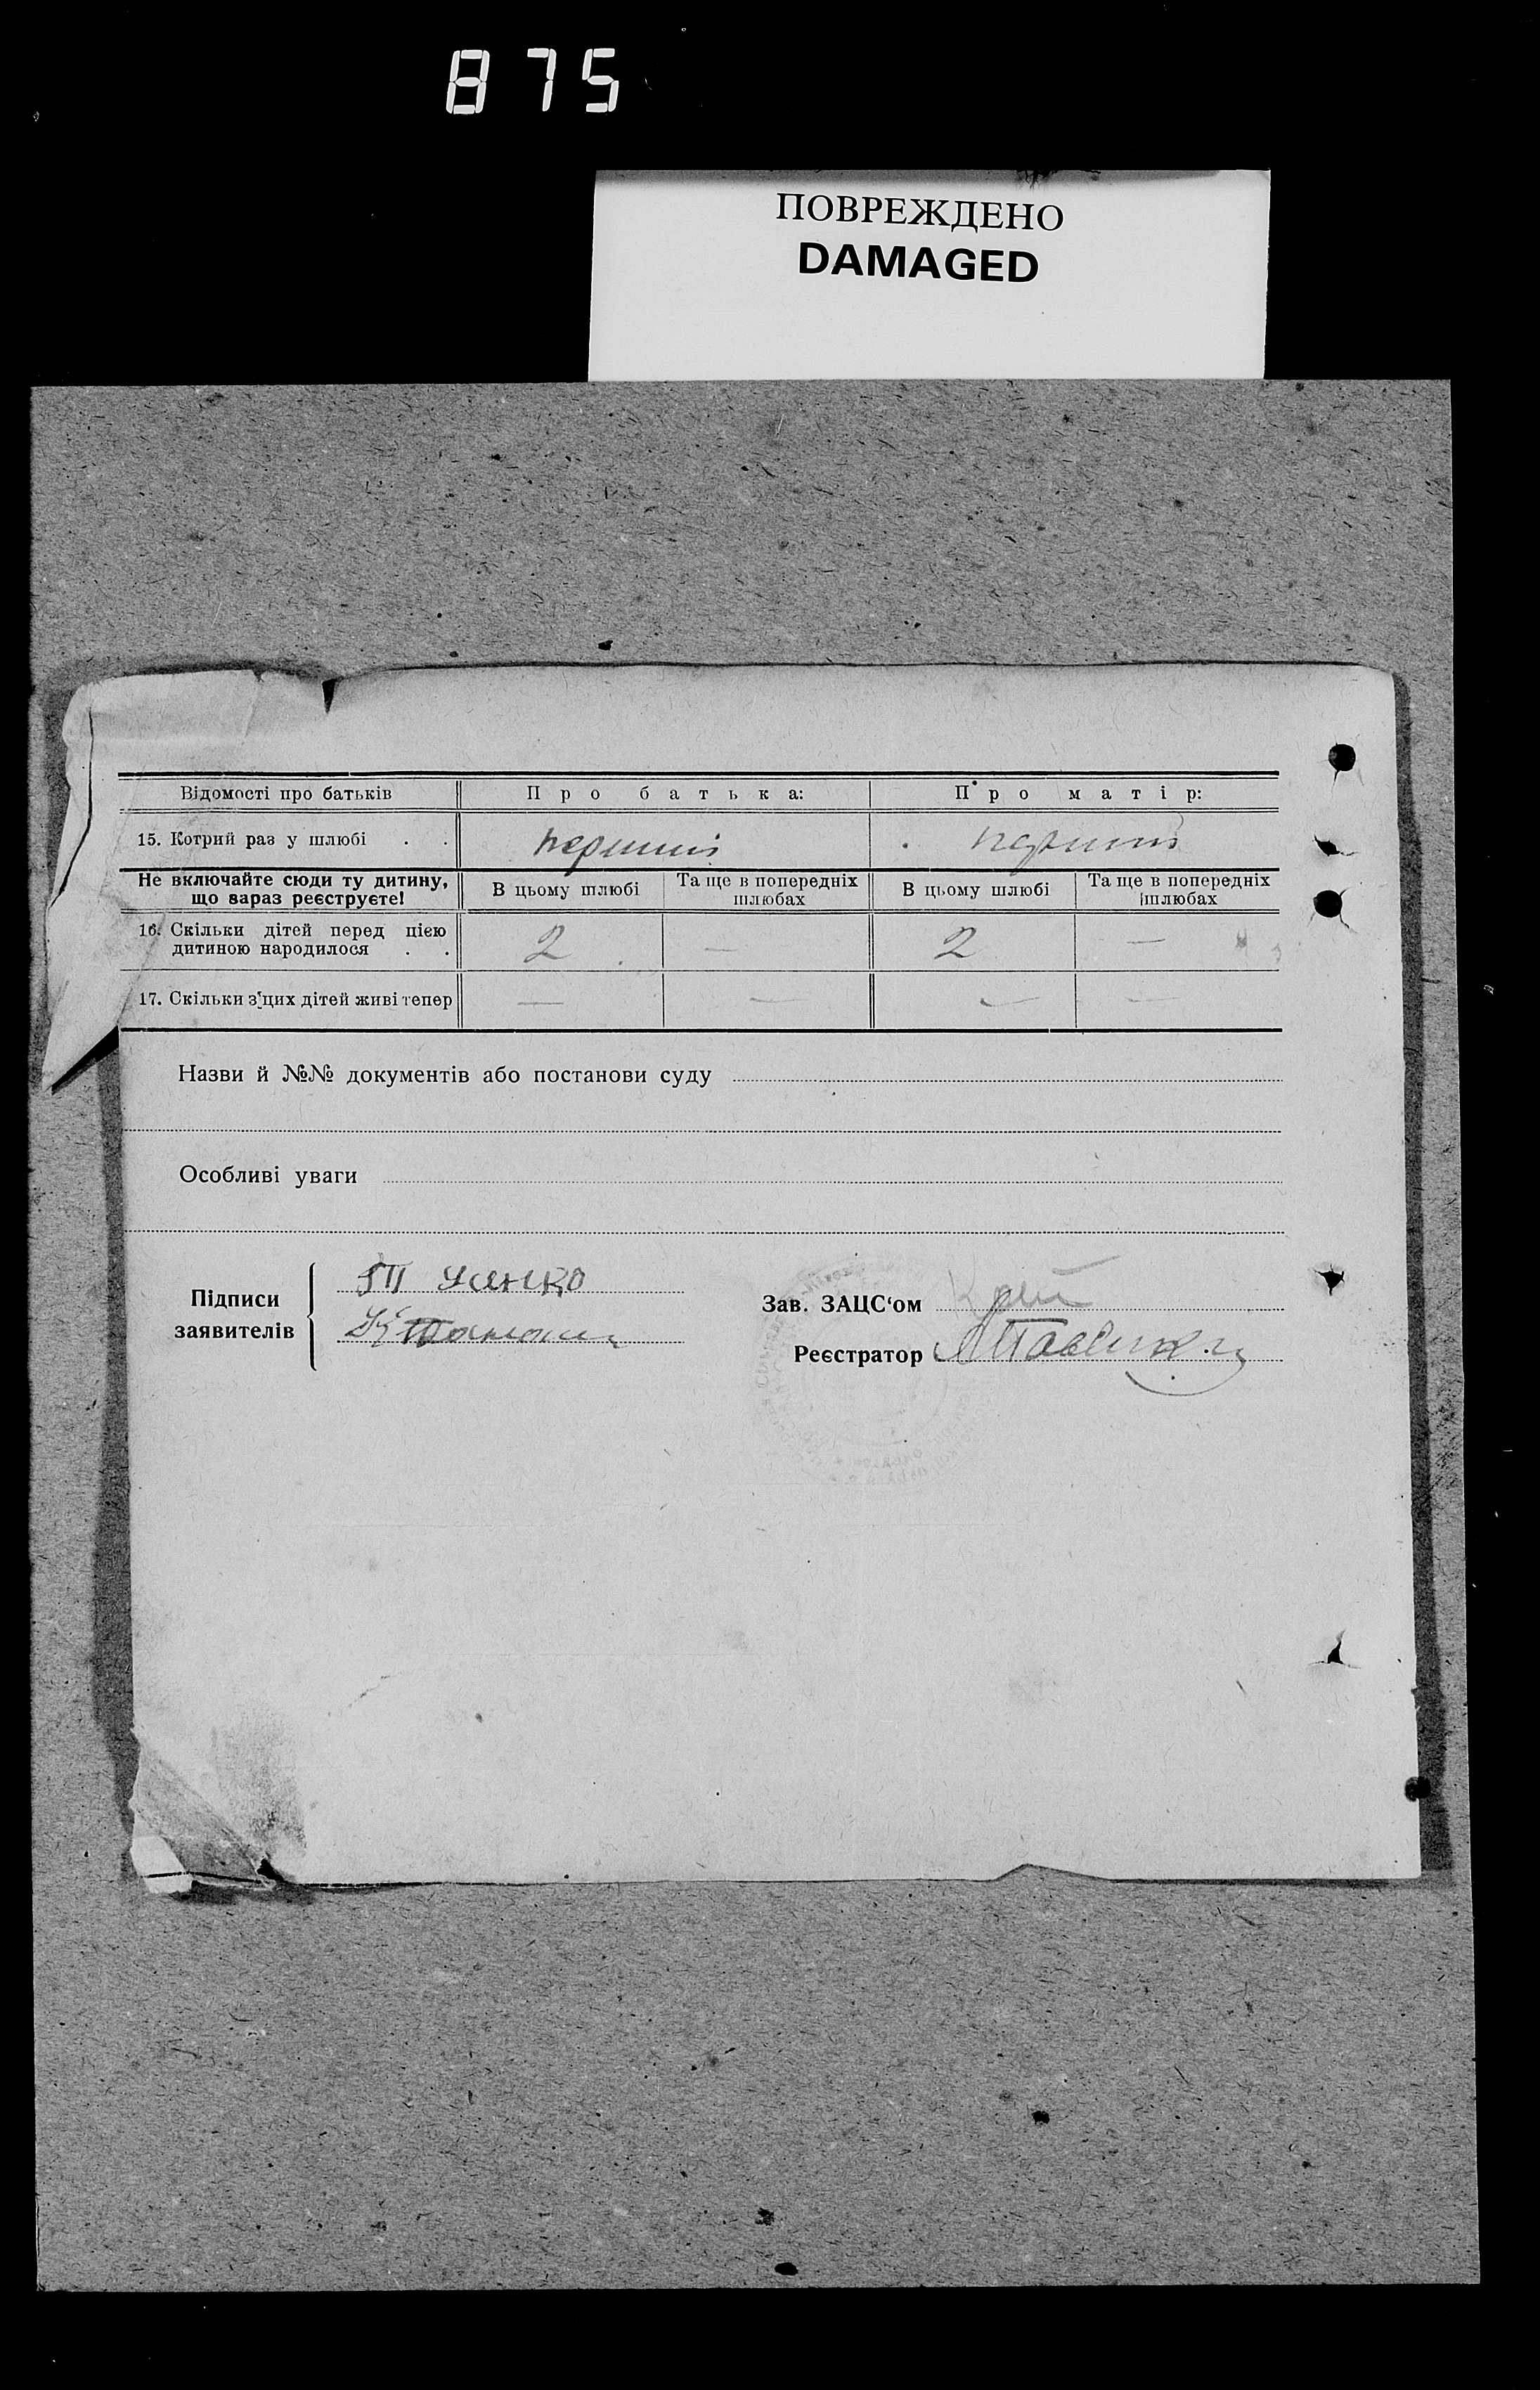 875
ПОВРЕЖДЕНО
DAMAGED
Відомості про батьків Про батька: Про матір:
15. Котрий раз у шлюбі . . перший перший
Не включайте сюди ту дитину, що зараз реєструєте! В цьому шлюбі Та ще в попередніх шлюбах В цьому шлюбі Та ще в попередніх шлюбах
16. Скільки дітей перед цією дитиною народилося . . 2 — 2 —
17. Скільки з цих дітей живі тепер — — — —
Назви й №№ документів або постанови суду
Особливі уваги
Підписи
заявителів
Зав. ЗАЦС‘ом
Реєстратор